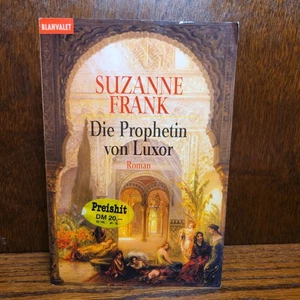 BLANVALET
SUZANNE
FRANK
Die Prophetin
von Luxor
Roman
Preishit
DM 20,--